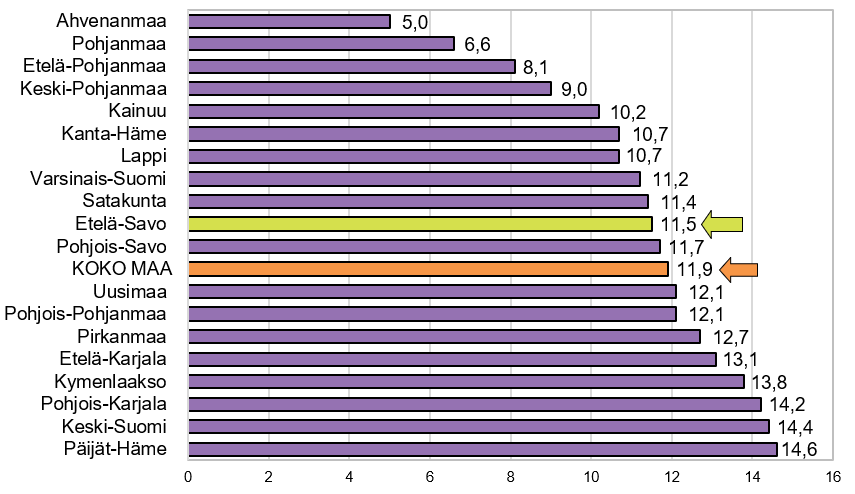 Ahvenanmaa 5,0
Pohjanmaa 6,6
Etelä-Pohjanmaa 8,1
Keski-Pohjanmaa 9,0
Kainuu 10,2
Kanta-Häme 10,7
Lappi 10,7
Varsinais-Suomi 11,2
Satakunta 11,4
Etelä-Savo 11,5
Pohjois-Savo 11,7
KOKO MAA 11,9
Uusimaa 12,1
Pohjois-Pohjanmaa 12,1
Pirkanmaa 12,7
Etelä-Karjala 13,1
Kymenlaakso 13,8
Pohjois-Karjala 14,2
Keski-Suomi 14,4
Päijät-Häme 14,6
0 2 4 6 8 10 12 14 16